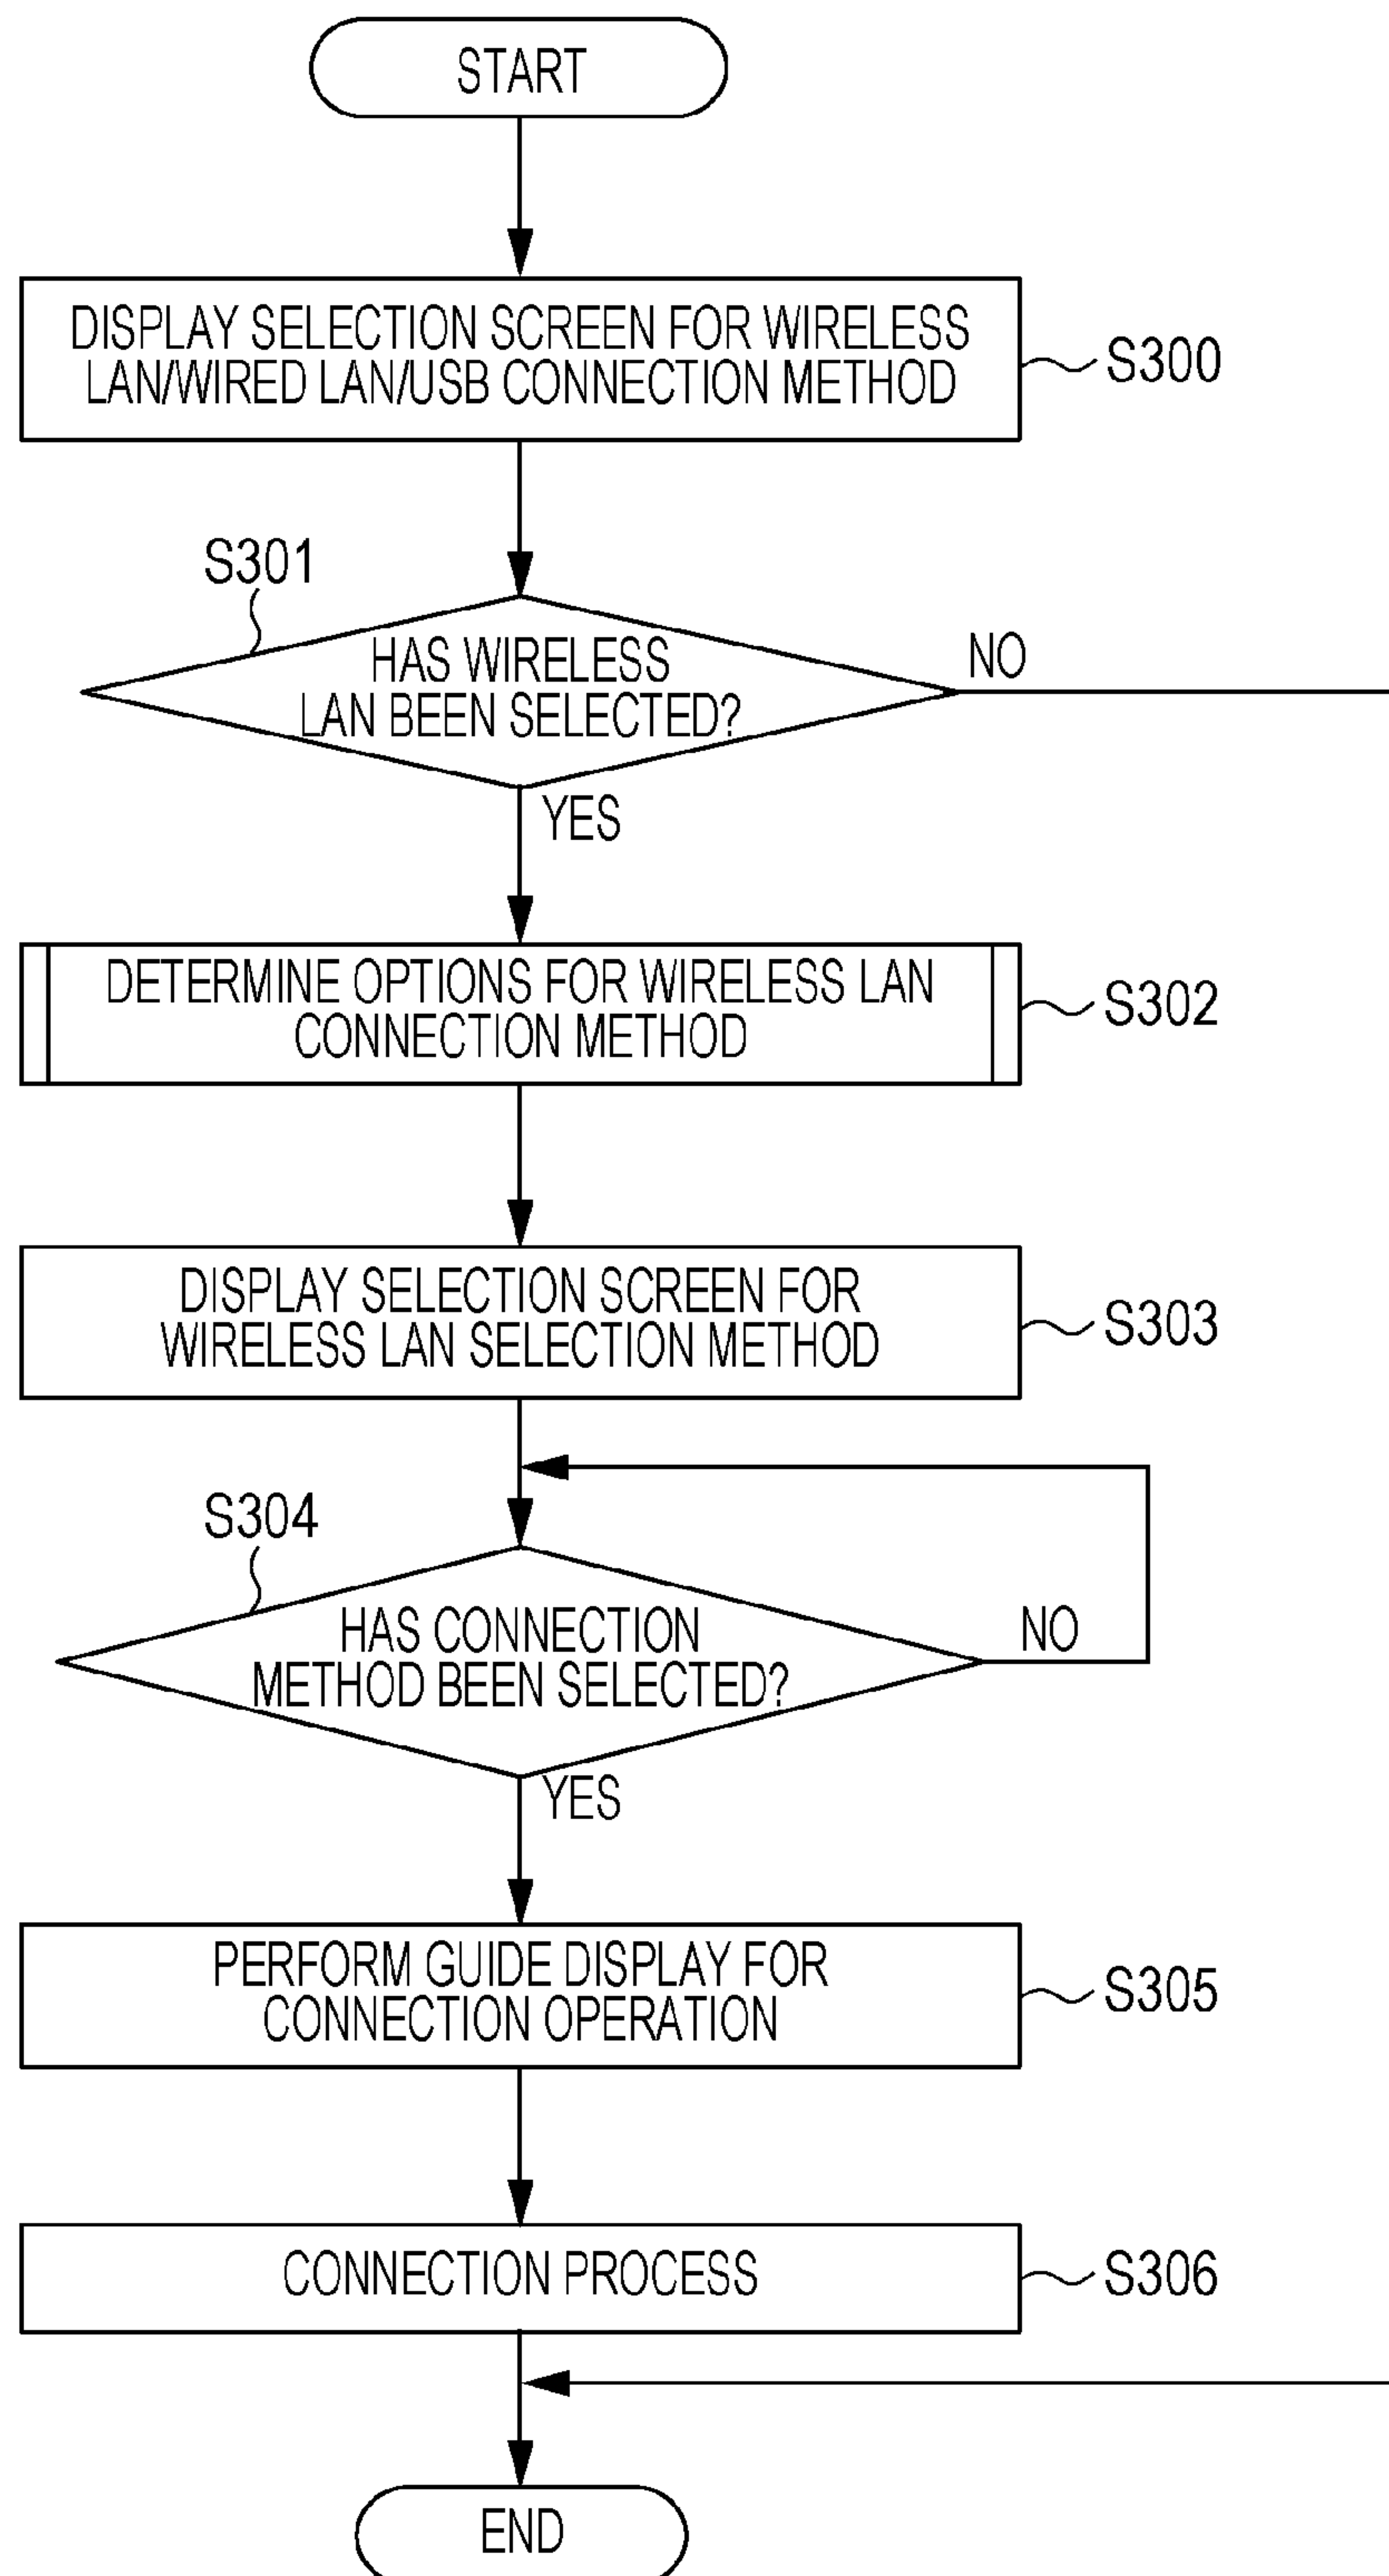 START
DISPLAY SELECTION SCREEN FOR WIRELESS
LAN/WIRED LAN/USB CONNECTION METHOD
S300
S301
HAS WIRELESS
LAN BEEN SELECTED?
NO
YES
DETERMINE OPTIONS FOR WIRELESS LAN
CONNECTION METHOD
S302
DISPLAY SELECTION SCREEN FOR
WIRELESS LAN SELECTION METHOD
S303
S304
HAS CONNECTION
METHOD BEEN SELECTED?
NO
YES
PERFORM GUIDE DISPLAY FOR
CONNECTION OPERATION
S305
CONNECTION PROCESS
S306
END